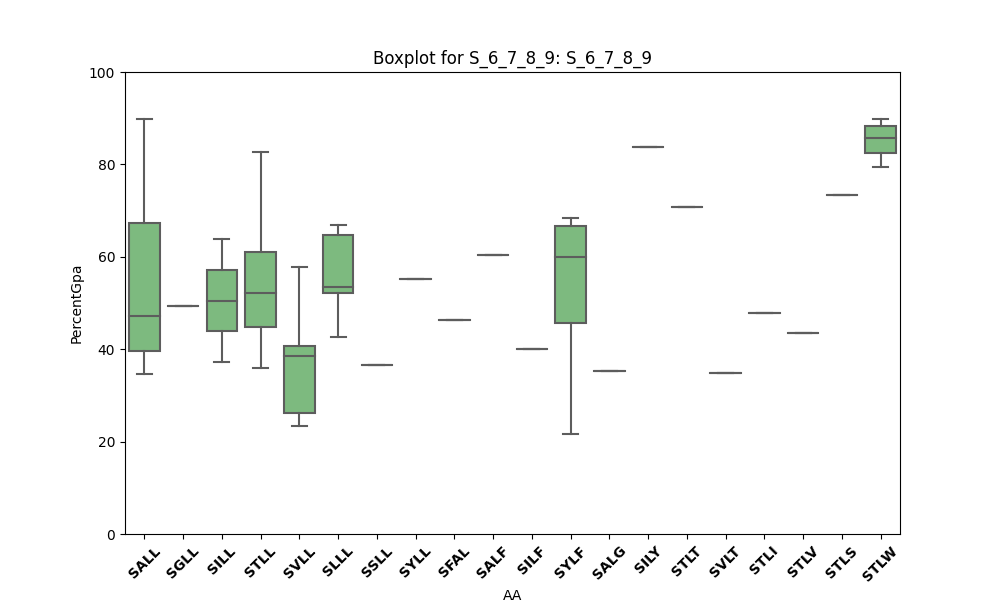 Boxplot for S_6_7_8_9: S_6_7_8_9
100
80
60
40
20
0
PercentGpa
SALL SGLL SILL STLL SVLL SLLL SSLL SYLL SFAL SALF SILF SYLF SALG SILY STLT SVLT STLI STLV STLS STLW
AA